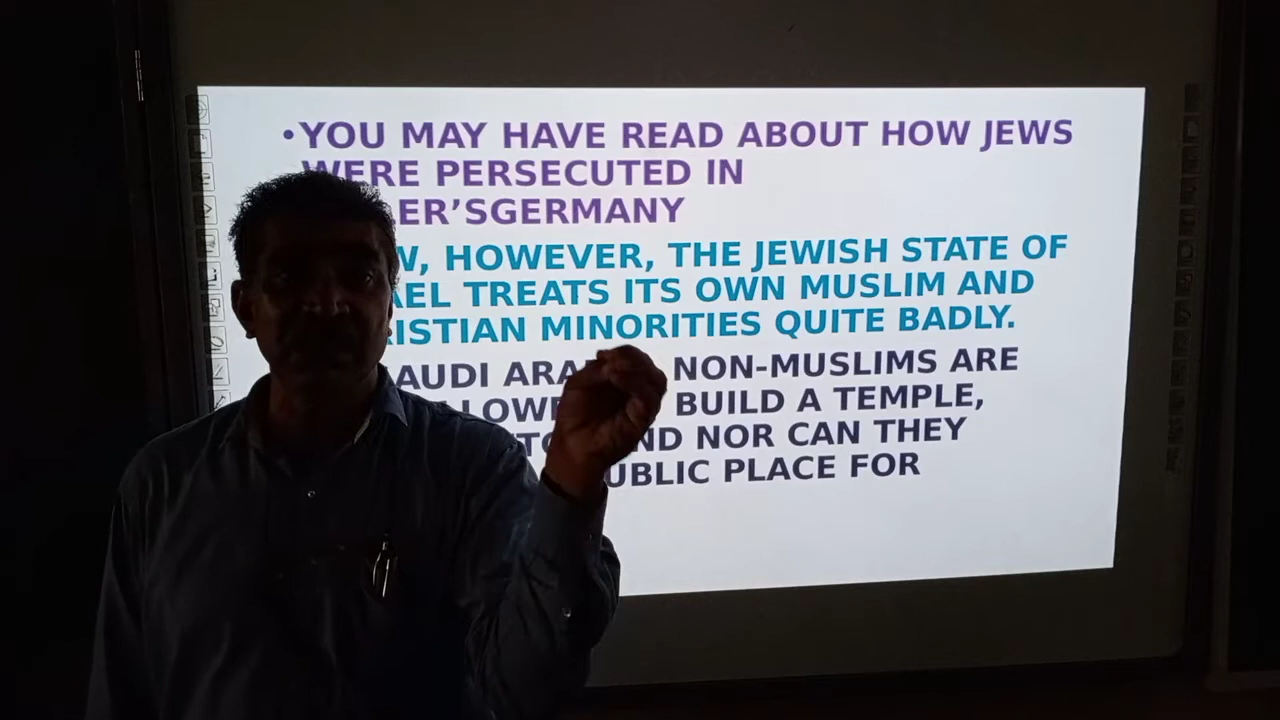 •YOU MAY HAVE READ ABOUT HOW JEWS
WERE PERSECUTED IN
LER’SGERMANY
W, HOWEVER, THE JEWISH STATE OF
AEL TREATS ITS OWN MUSLIM AND
RISTIAN MINORITIES QUITE BADLY.
AUDI ARA NON-MUSLIMS ARE
LOWE BUILD A TEMPLE,
ND NOR CAN THEY
UBLIC PLACE FOR